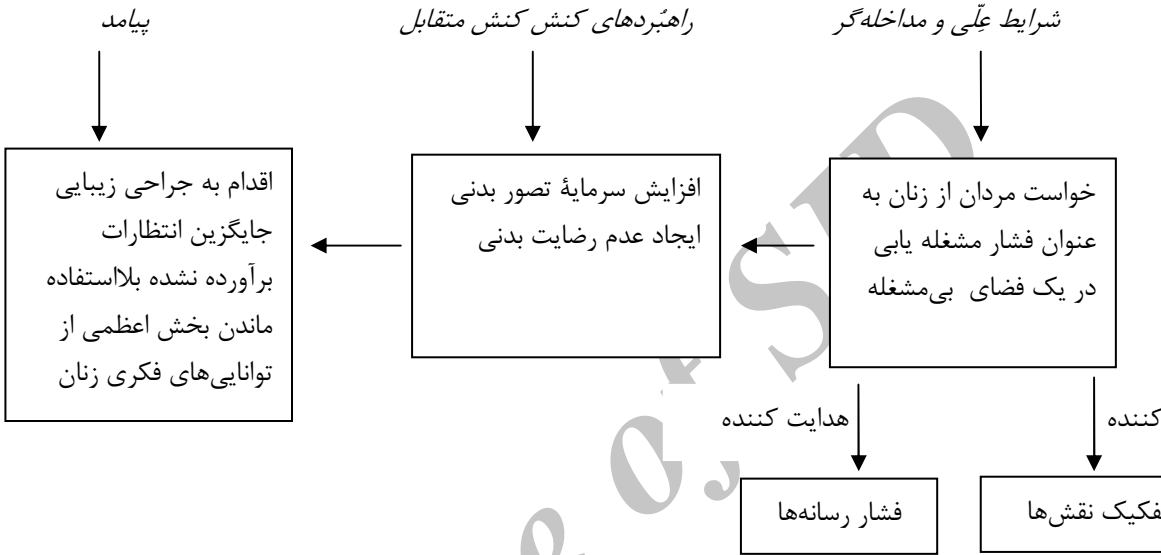 شرایط عِلّی و مداخله‌گر
راهبُردهای کنش کنش متقابل
پیامد
خواست مردان از زنان به
عنوان فشار مشغله یابی
در یک فضای بی‌مشغله
افزایش سرمایۀ تصور بدنی
ایجاد عدم رضایت بدنی
اقدام به جراحی زیبایی
جایگزین انتظارات
برآورده نشده بلااستفاده
ماندن بخش اعظمی از
توانایی‌های فکری زنان
کننده
هدایت کننده
نقش‌ها
فشار رسانه‌ها